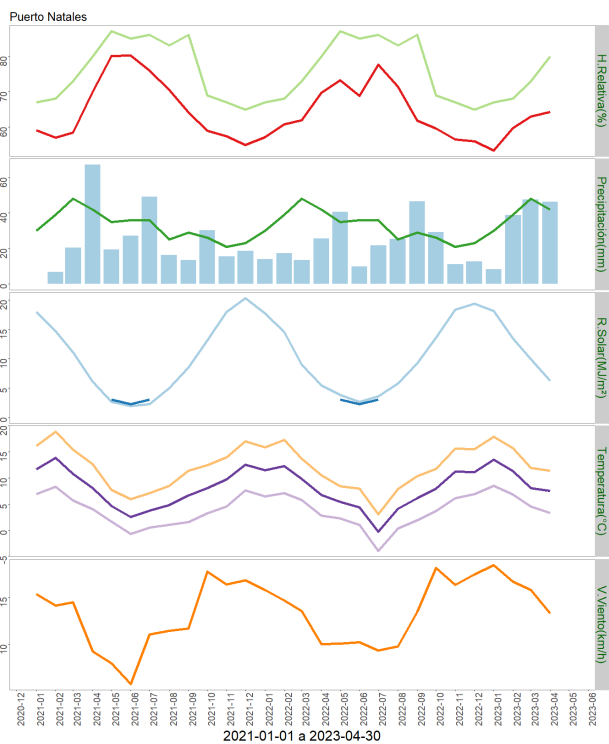 Puerto Natales
60 70 80
H.Relativa(%)
0 20 40 60
Precipitación(mm)
0 5 10 15 20
R.Solar(MJ/m²)
-5 0 5 10 15 20
Temperatura(°C)
10 15
V.Viento(km/h)
2020-12 2021-01 2021-02 2021-03 2021-04 2021-05 2021-06 2021-07 2021-08 2021-09 2021-10 2021-11 2021-12 2022-01 2022-02 2022-03 2022-04 2022-05 2022-06 2022-07 2022-08 2022-09 2022-10 2022-11 2022-12 2023-01 2023-02 2023-03 2023-04 2023-05 2023-06
2021-01-01 a 2023-04-30